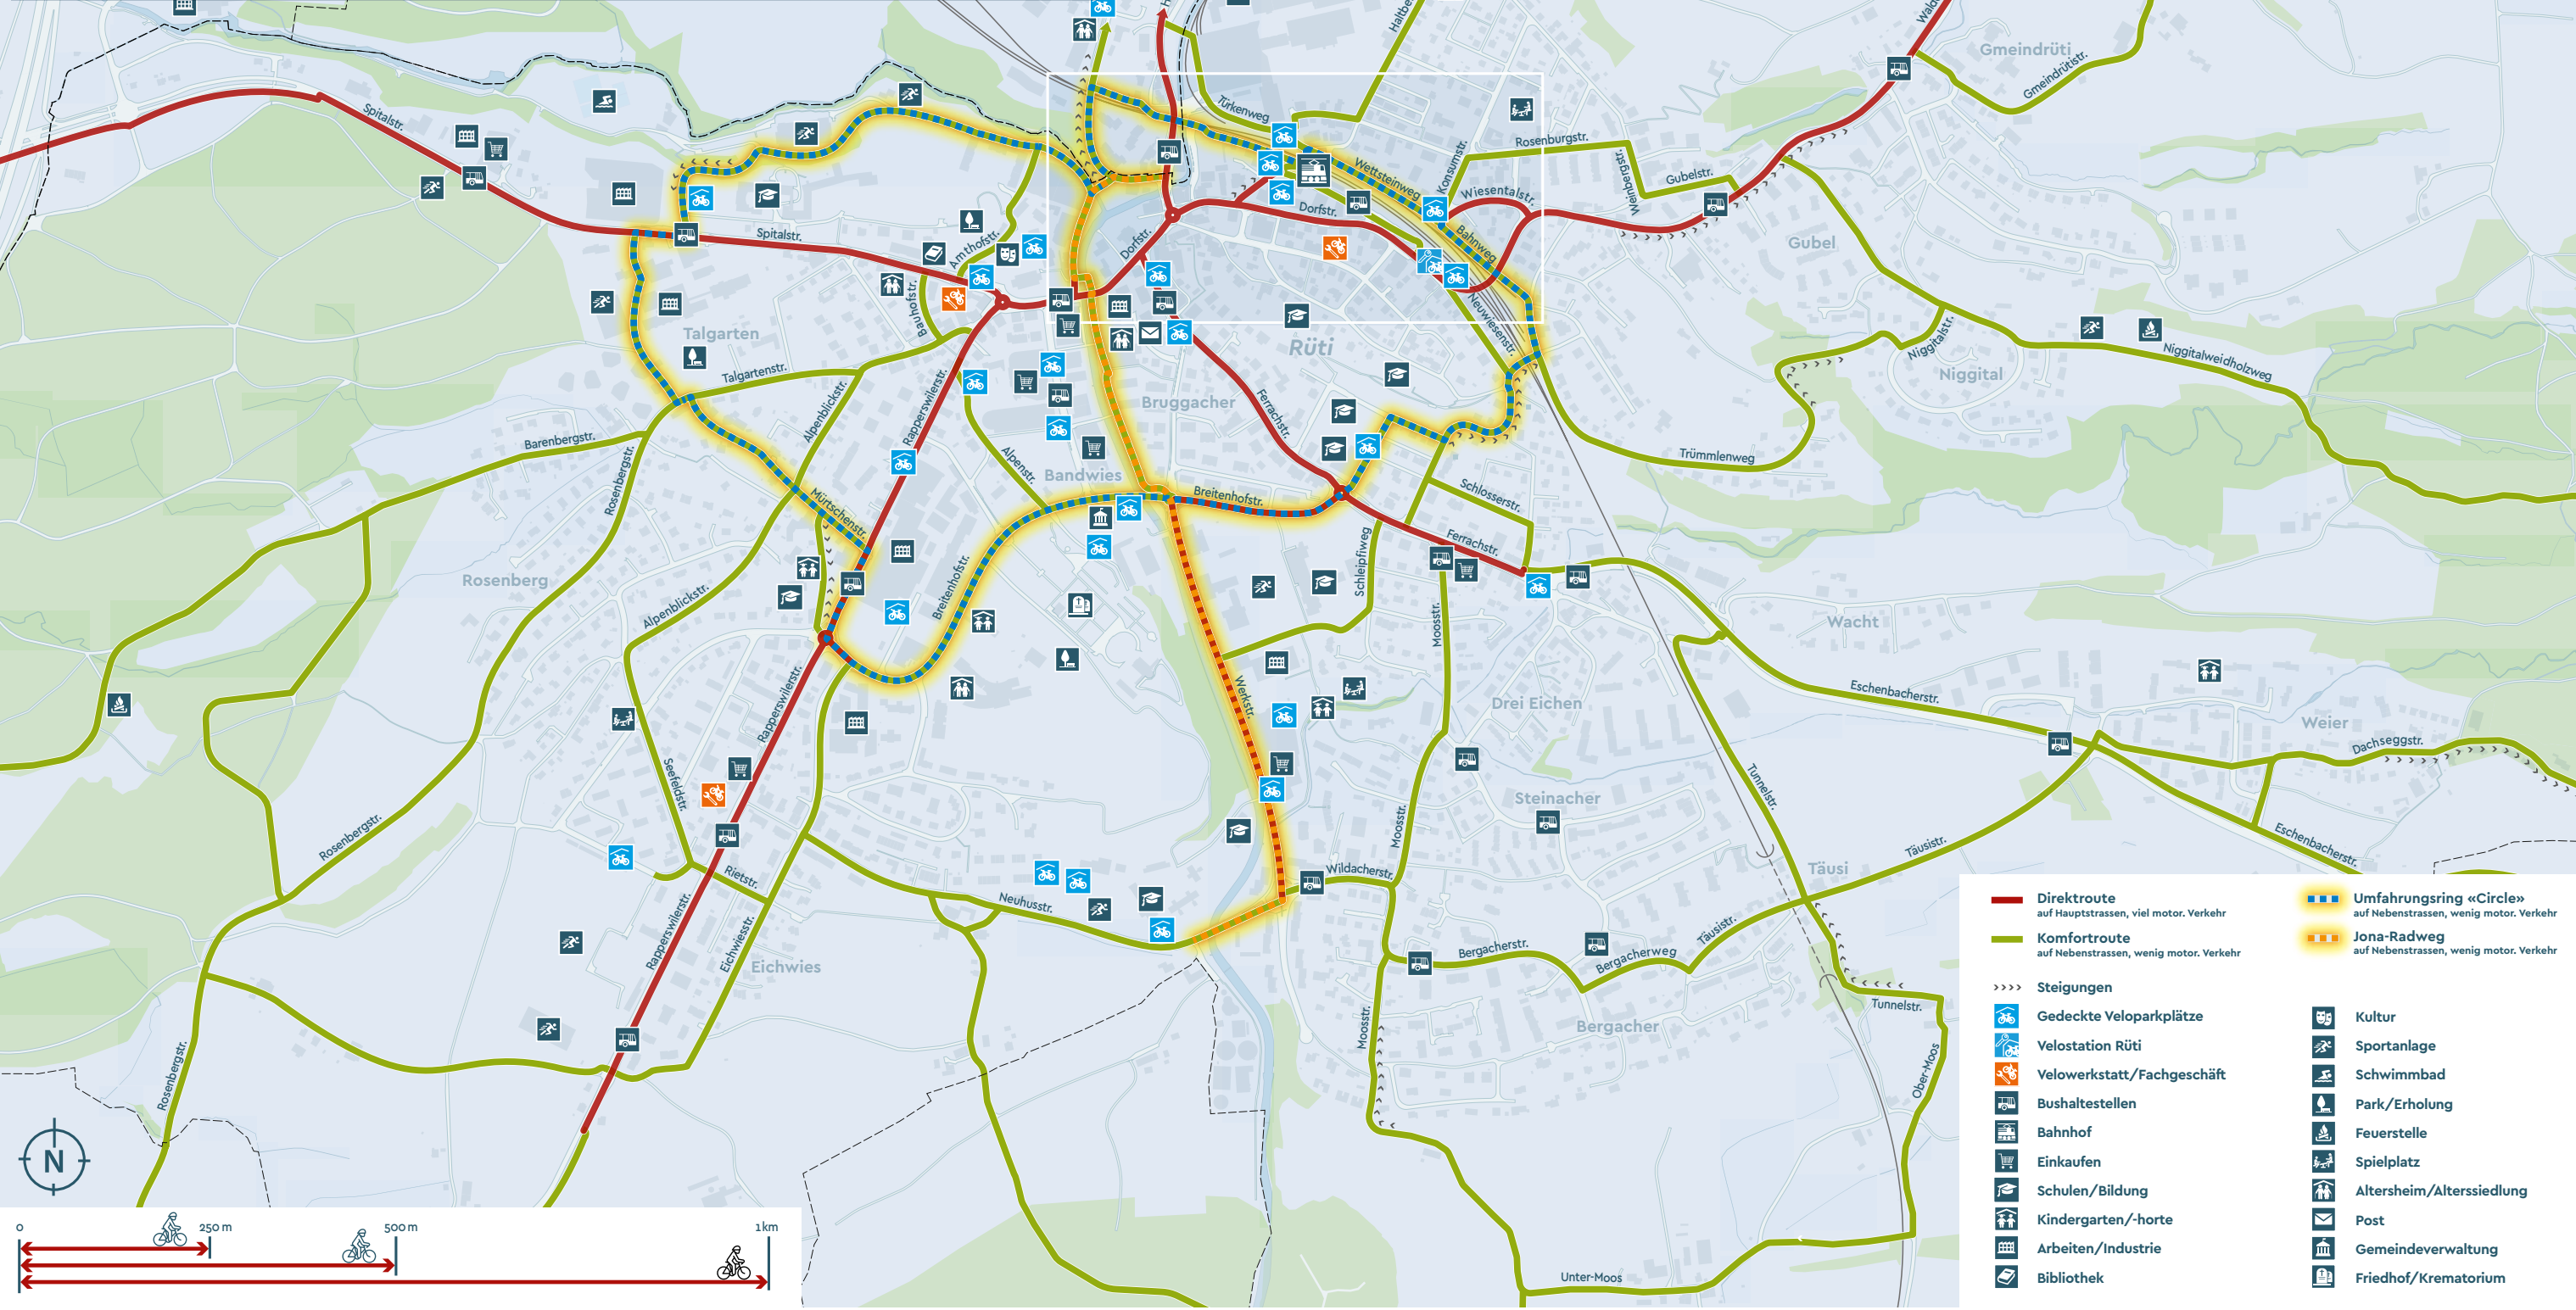 H
Haltbe
Wald
Gmeindrüti
Gmeindrütistr.
Spitalstr.
Türkenweg
Rosenburgstr.
Konsumstr.
Wettsteinweg
Weinbergstr.
Gubelstr.
Wiesentalstr.
Dorfstr.
Spitalstr.
Amthofstr.
Dorfstr.
Bahnweg
Gubel
Bauhofstr.
Neuwiesenstr.
Talgarten
Rüti
Niggitalstr.
Niggital
Niggitalweidholzweg
Talgartenstr.
Alpenblickstr.
Rapperswilerstr.
Bruggacher
Ferrachstr.
Barenbergstr.
Rosenbergstr.
Alpenstr.
Bandwies
Trümmlenweg
Mürtschenstr.
Breitenhofstr.
Schlosserstr.
Ferrachstr.
Schleipfiweg
Rosenberg
Alpenblickstr.
Breitenhofstr.
Moosstr.
Wacht
Rapperswilerstr.
Werkstr.
Drei Eichen
Eschenbacherstr.
Weier
Dachseggstr.
Seefeldstr.
Steinacher
Tunnelstr.
Rosenbergstr.
Moosstr.
Täusistr.
Eschenbacherstr.
Rietstr.
Wildacherstr.
Täusi
Neuhusstr.
Rapperswilerstr.
Eichwiesstr.
Eichwies
Bergacherstr.
Bergacherweg
Täusistr.
Tunnelstr.
Moosstr.
Bergacher
Rosenbergstr.
Ober-Moos
Unter-Moos
N
0 250 m 500 m 1 km
Direktroute
auf Hauptstrassen, viel motor. Verkehr
Komfortroute
auf Nebenstrassen, wenig motor. Verkehr
Umfahrungsring «Circle»
auf Nebenstrassen, wenig motor. Verkehr
Jona-Radweg
auf Nebenstrassen, wenig motor. Verkehr
Steigungen
Gedeckte Veloparkplätze
Velostation Rüti
Velowerkstatt/Fachgeschäft
Bushaltestellen
Bahnhof
Einkaufen
Schulen/Bildung
Kindergarten/-horte
Arbeiten/Industrie
Bibliothek
Kultur
Sportanlage
Schwimmbad
Park/Erholung
Feuerstelle
Spielplatz
Altersheim/Alterssiedlung
Post
Gemeindeverwaltung
Friedhof/Krematorium